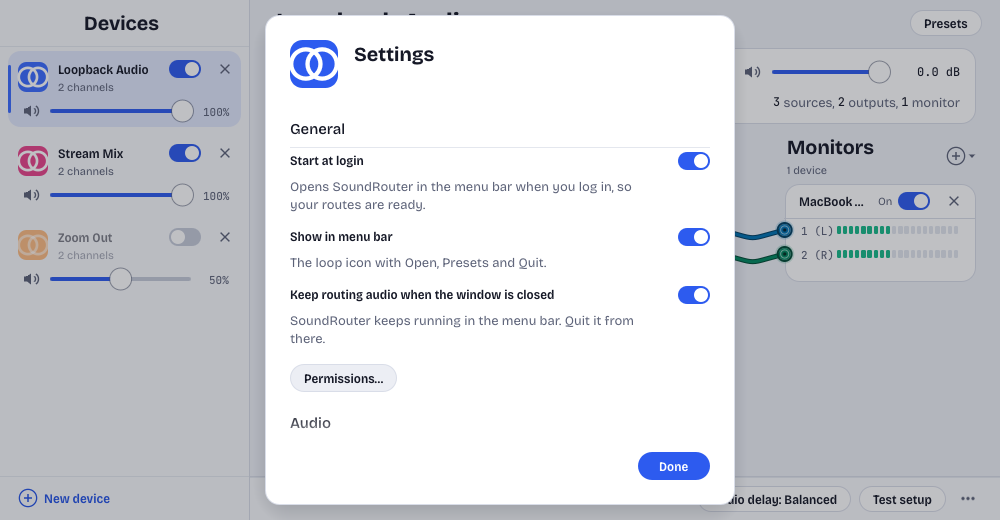 Devices
Loopback Audio
2 channels
100%
Stream Mix
2 channels
100%
Zoom Out
2 channels
50%
New device
Settings
General
Start at login
Opens SoundRouter in the menu bar when you log in, so
your routes are ready.
Show in menu bar
The loop icon with Open, Presets and Quit.
Keep routing audio when the window is closed
SoundRouter keeps running in the menu bar. Quit it from
there.
Permissions...
Audio
Done
Presets
0.0 dB
3 sources, 2 outputs, 1 monitor
Monitors
1 device
MacBook ... On
1 (L)
2 (R)
delay: Balanced
Test setup